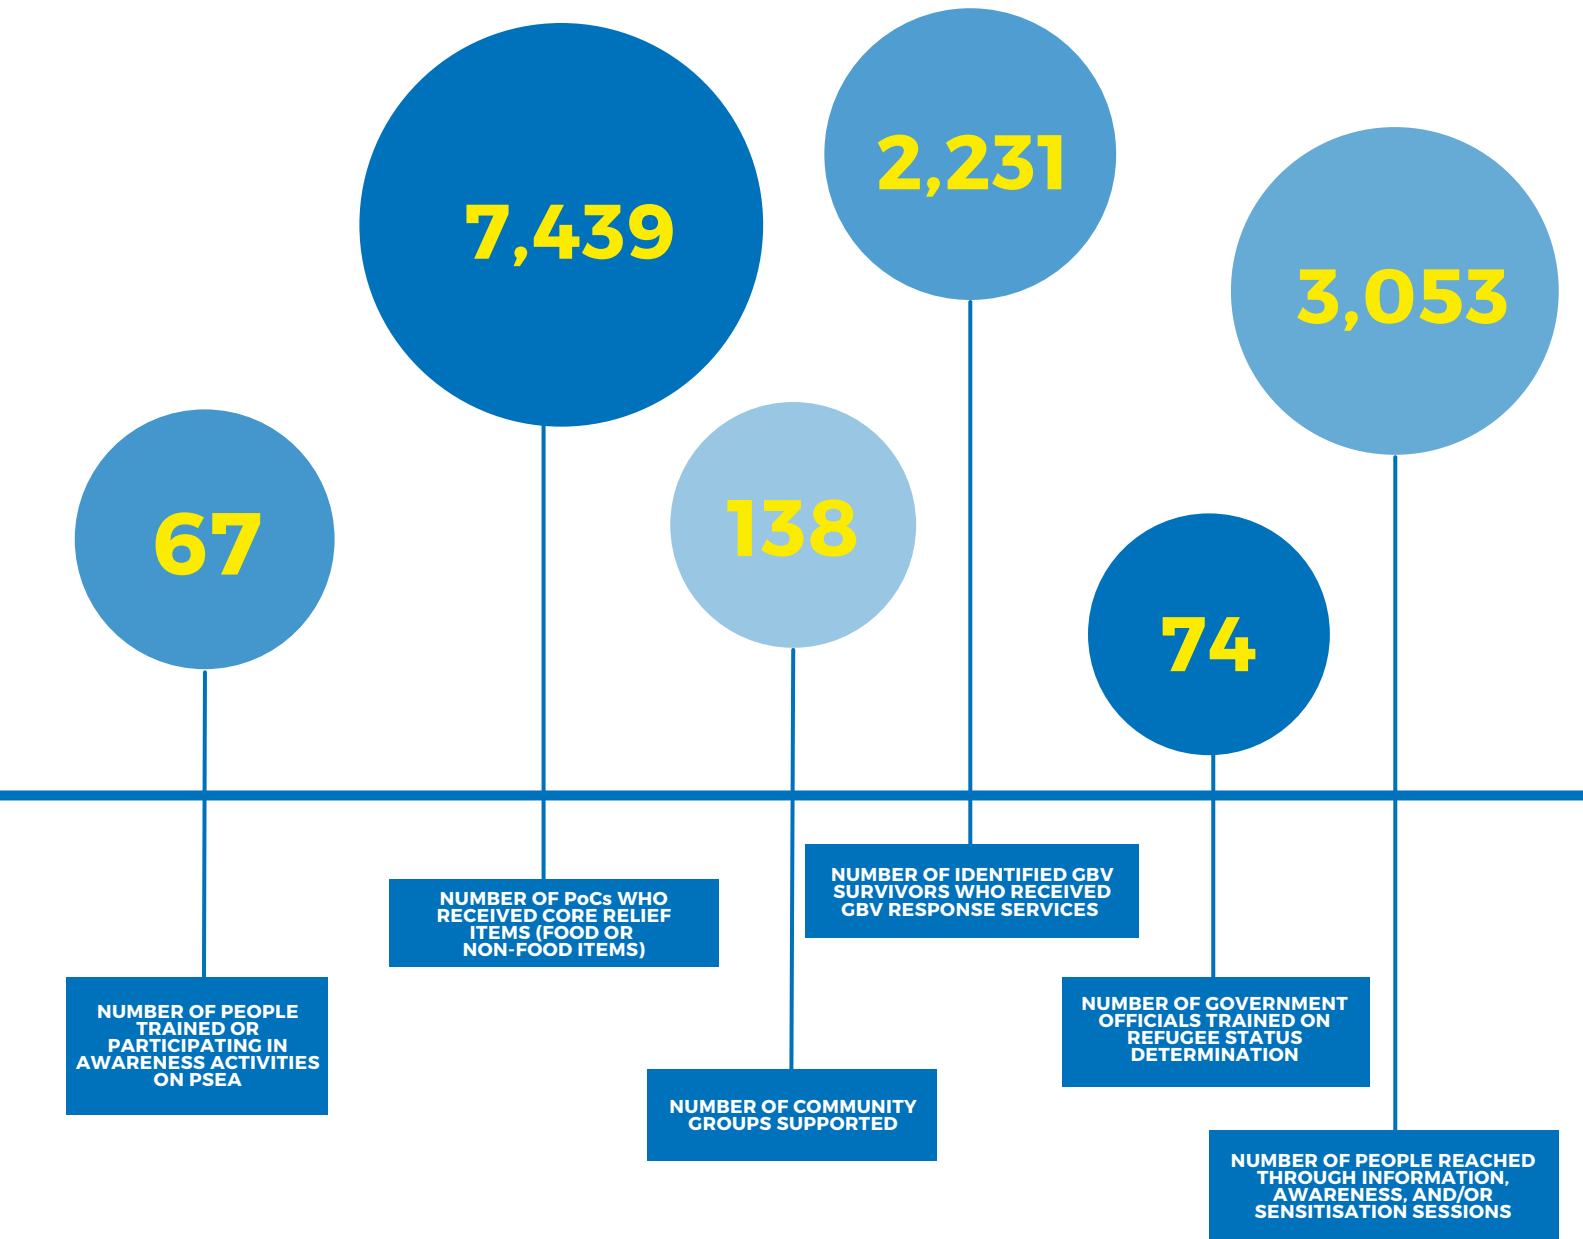 2,231
7,439
3,053
67
138
74
NUMBER OF IDENTIFIED GBV
SURVIVORS WHO RECEIVED
GBV RESPONSE SERVICES
NUMBER OF PoCs WHO
RECEIVED CORE RELIEF
ITEMS (FOOD OR
NON-FOOD ITEMS)
NUMBER OF PEOPLE
TRAINED OR
PARTICIPATING IN
AWARENESS ACTIVITIES
ON PSEA
NUMBER OF GOVERNMENT
OFFICIALS TRAINED ON
REFUGEE STATUS
DETERMINATION
NUMBER OF COMMUNITY
GROUPS SUPPORTED
NUMBER OF PEOPLE REACHED
THROUGH INFORMATION,
AWARENESS, AND/OR
SENSITISATION SESSIONS